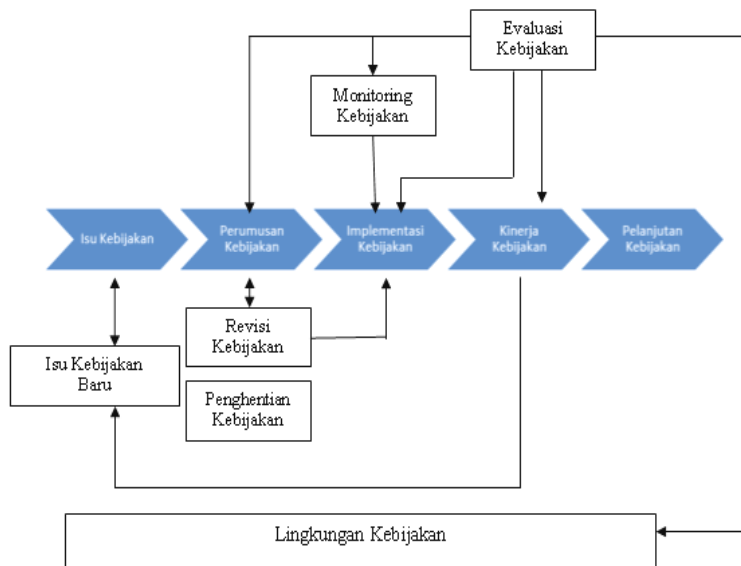 Evaluasi
Kebijakan
Monitoring
Kebijakan
Isu Kebijakan
Perumusan
Kebijakan
Implementasi
Kebijakan
Kinerja
Kebijakan
Pelanjutan
Kebijakan
Revisi
Kebijakan
Isu Kebijakan
Baru
Penghentian
Kebijakan
Lingkungan Kebijakan